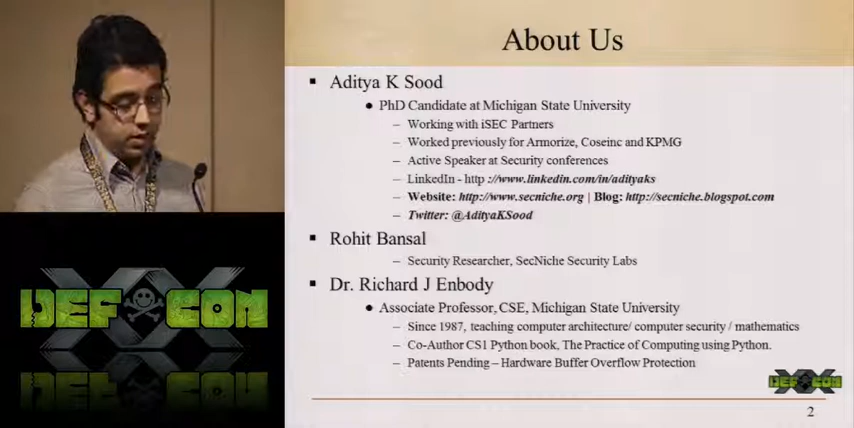 About Us
Aditya K Sood
PhD Candidate at Michigan State University
– Working with iSEC Partners
– Worked previously for Armorize, Coseinc and KPMG
– Active Speaker at Security conferences
– LinkedIn - http ://www.linkedin.com/in/adityaks
– Website: http://www.secniche.org | Blog: http://secniche.blogspot.com
– Twitter: @AdityaKSood
Rohit Bansal
– Security Researcher, SecNiche Security Labs
Dr. Richard J Enbody
Associate Professor, CSE, Michigan State University
– Since 1987, teaching computer architecture/ computer security / mathematics
– Co-Author CS1 Python book, The Practice of Computing using Python.
– Patents Pending – Hardware Buffer Overflow Protection
DEF CON
XX
DEF CON
2